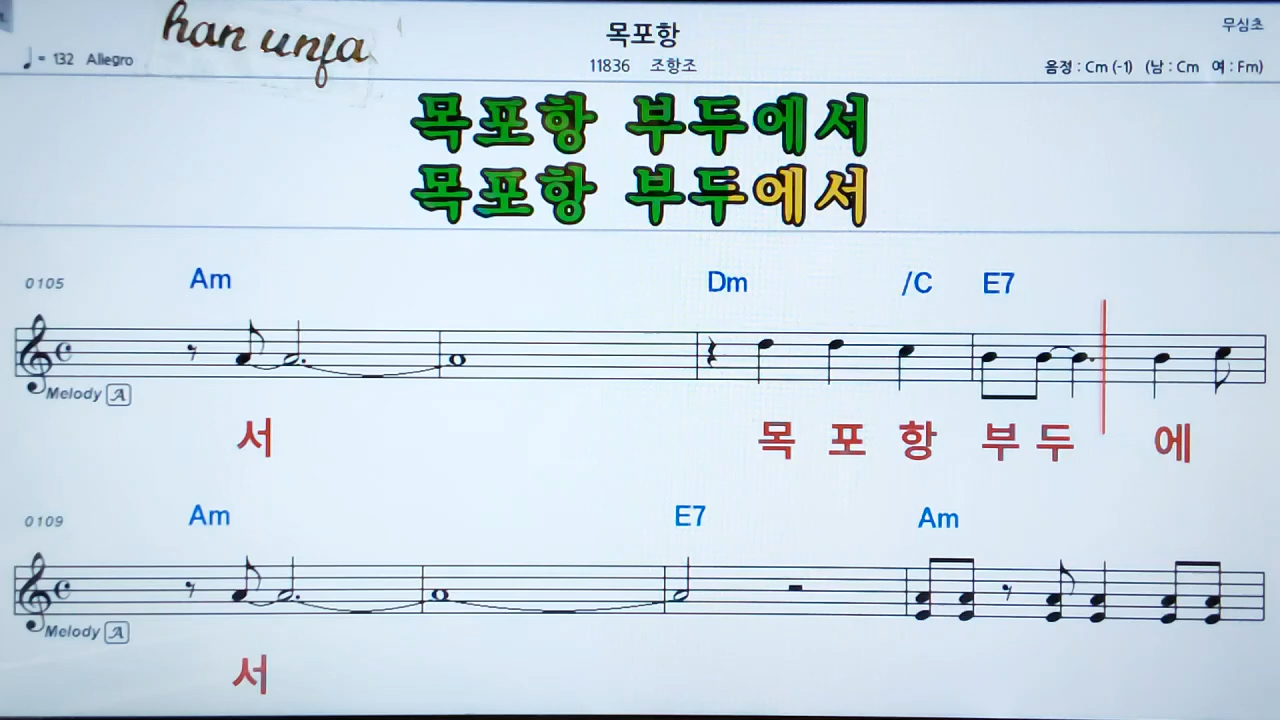 han unja
목포항
무심초
♩ = 132 Allegro
11836 조항조
음정 : Cm (-1) (남 : Cm 여 : Fm)
목포항 부두에서
목포항 부두에서
0105 Am Dm /C E7
Melody A
서 목 포 항 부 두 에
0109 Am E7 Am
Melody A
서